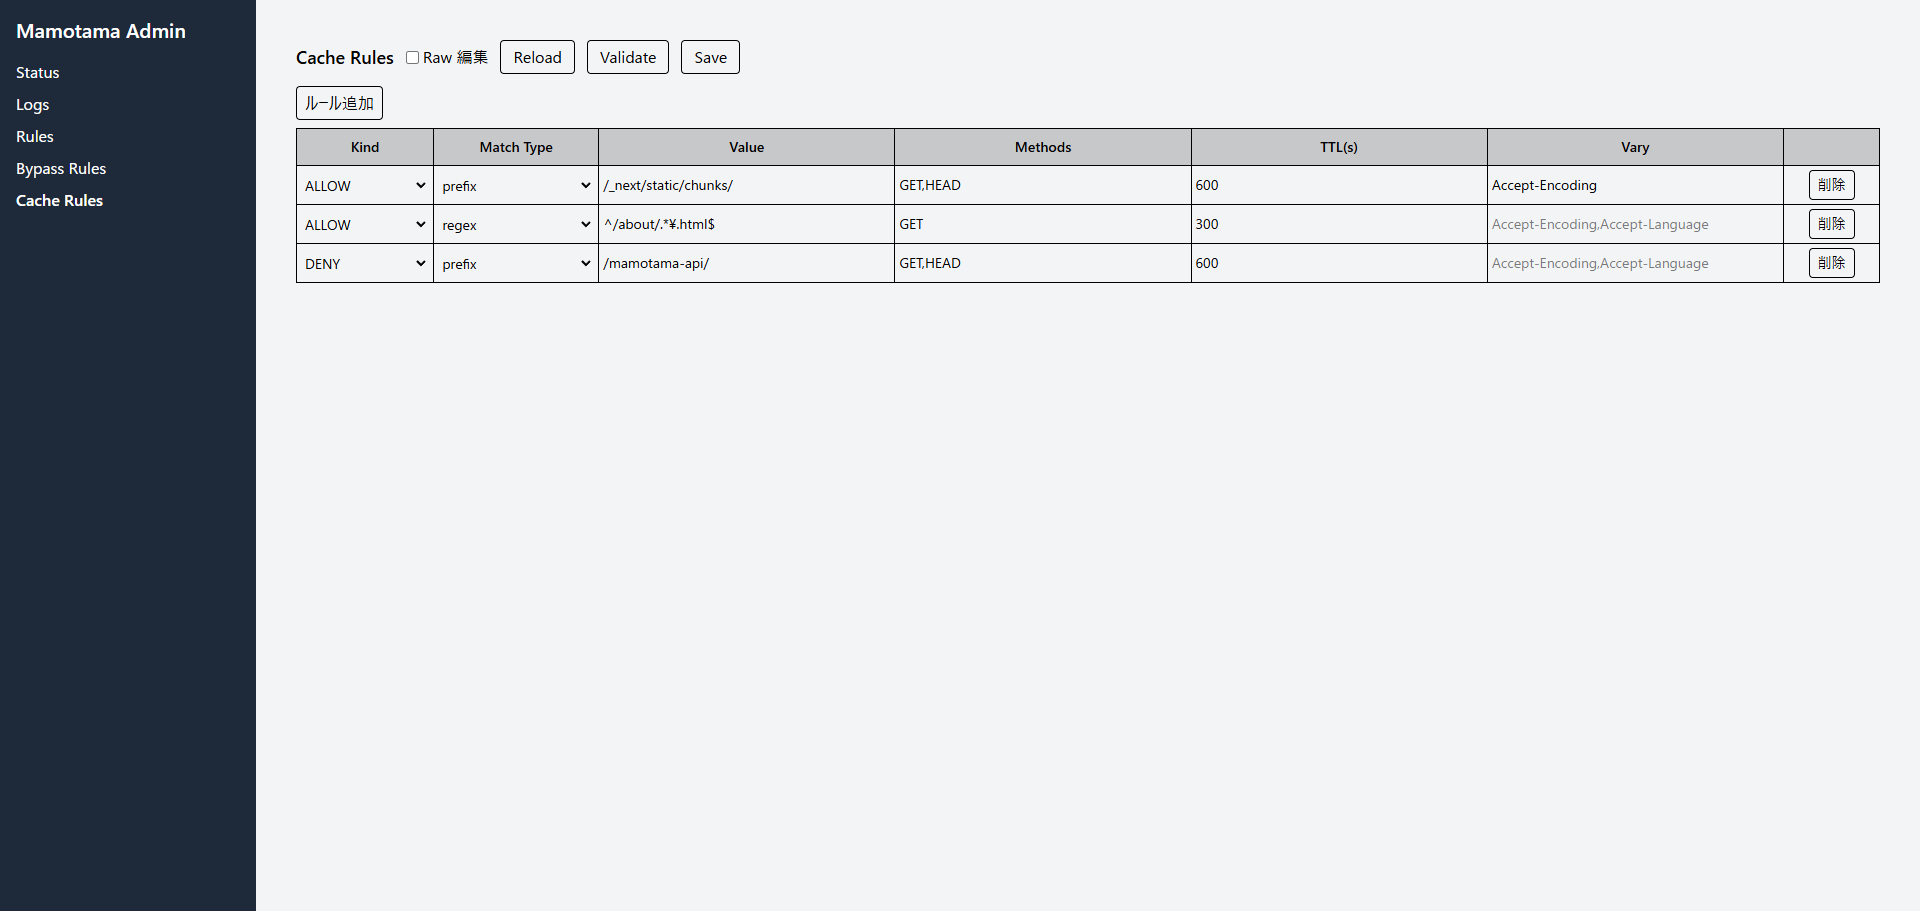 Mamotama Admin
Status
Logs
Rules
Bypass Rules
Cache Rules
Cache Rules Raw 編集 Reload Validate Save
ルール追加
Kind Match Type Value Methods TTL(s) Vary
ALLOW prefix /_next/static/chunks/ GET,HEAD 600 Accept-Encoding 削除
ALLOW regex ^/about/.*¥.html$ GET 300 Accept-Encoding,Accept-Language 削除
DENY prefix /mamotama-api/ GET,HEAD 600 Accept-Encoding,Accept-Language 削除